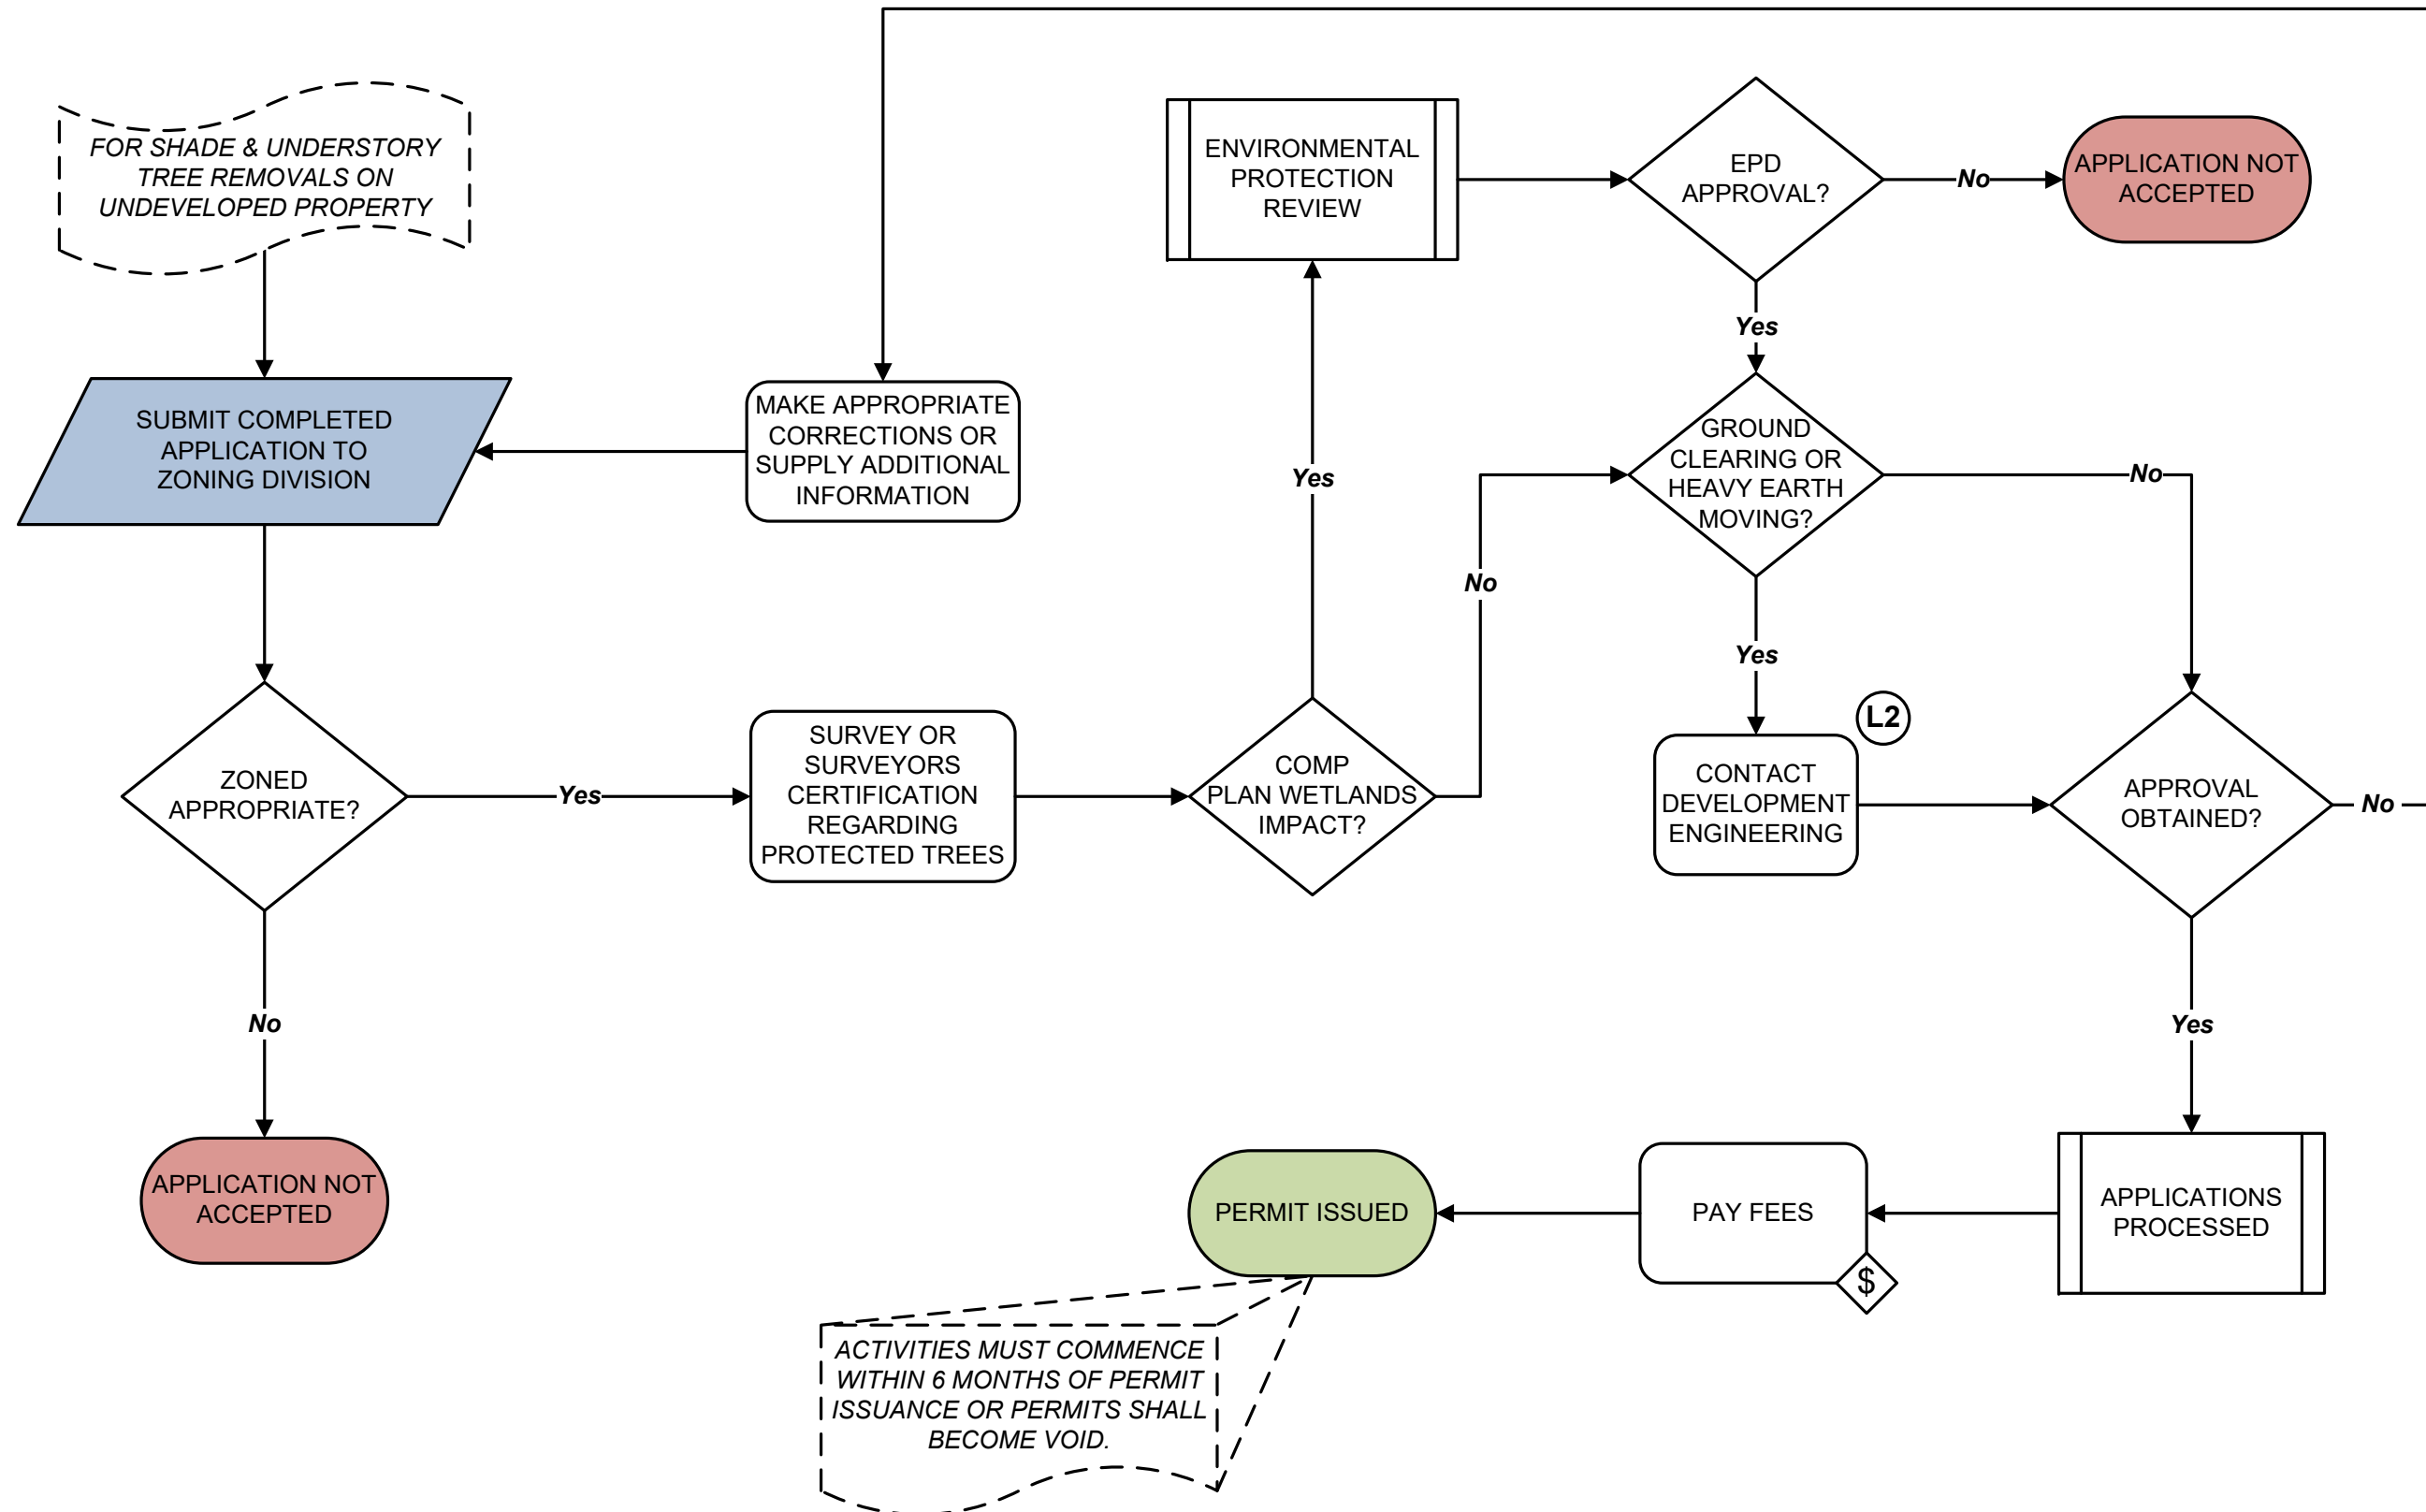 FOR SHADE & UNDERSTORY
TREE REMOVALS ON
UNDEVELOPED PROPERTY
SUBMIT COMPLETED
APPLICATION TO
ZONING DIVISION
MAKE APPROPRIATE
CORRECTIONS OR
SUPPLY ADDITIONAL
INFORMATION
ZONED
APPROPRIATE?
Yes
No
APPLICATION NOT
ACCEPTED
SURVEY OR
SURVEYORS
CERTIFICATION
REGARDING
PROTECTED TREES
COMP
PLAN WETLANDS
IMPACT?
Yes
No
ENVIRONMENTAL
PROTECTION
REVIEW
EPD
APPROVAL?
No
APPLICATION NOT
ACCEPTED
Yes
GROUND
CLEARING OR
HEAVY EARTH
MOVING?
No
Yes
L2
CONTACT
DEVELOPMENT
ENGINEERING
APPROVAL
OBTAINED?
No
Yes
APPLICATIONS
PROCESSED
PAY FEES
$
PERMIT ISSUED
ACTIVITIES MUST COMMENCE
WITHIN 6 MONTHS OF PERMIT
ISSUANCE OR PERMITS SHALL
BECOME VOID.